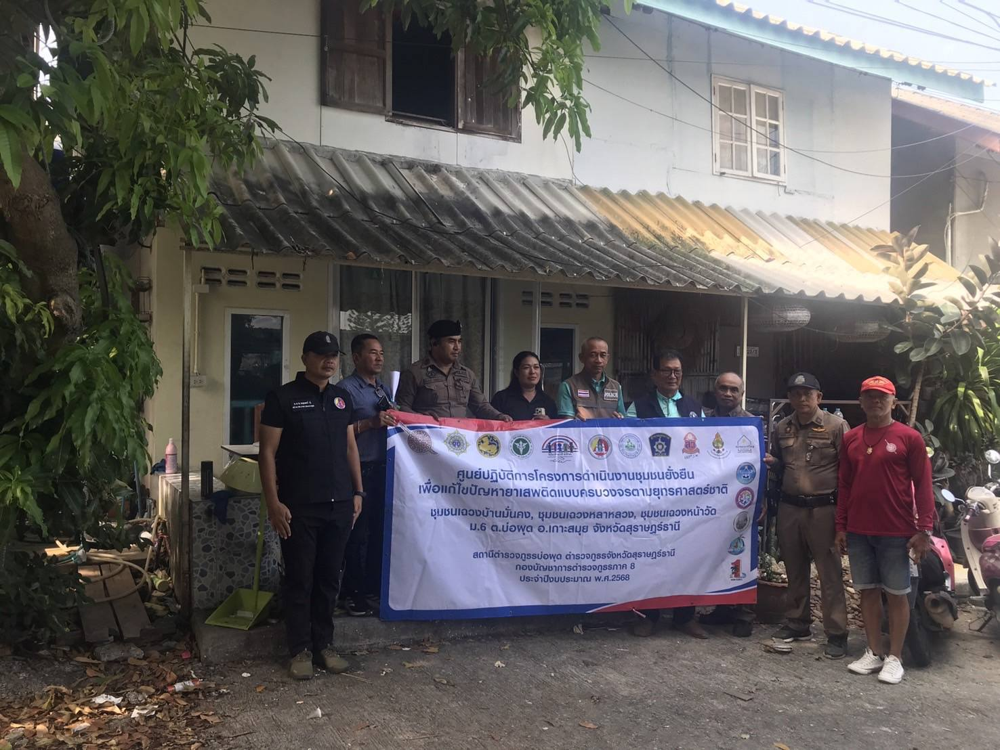 ศูนย์ปฏิบัติการโครงการดำเนินงานชุมชนยั่งยืน
เพื่อแก้ไขปัญหายาเสพติดแบบครบวงจรตามยุทธศาสตร์ชาติ
ชุมชนเฉวงบ้านมั่นคง, ชุมชนเฉวงหลาหลวง, ชุมชนเฉวงหน้าวัด
ม.6 ต.บ่อผุด อ.เกาะสมุย จังหวัดสุราษฎร์ธานี
สถานีตำรวจภูธรบ่อผุด ตำรวจภูธรจังหวัดสุราษฎร์ธานี
กองบัญชาการตำรวจภูธรภาค 8
ประจำปีงบประมาณ พ.ศ.2568
POLICE